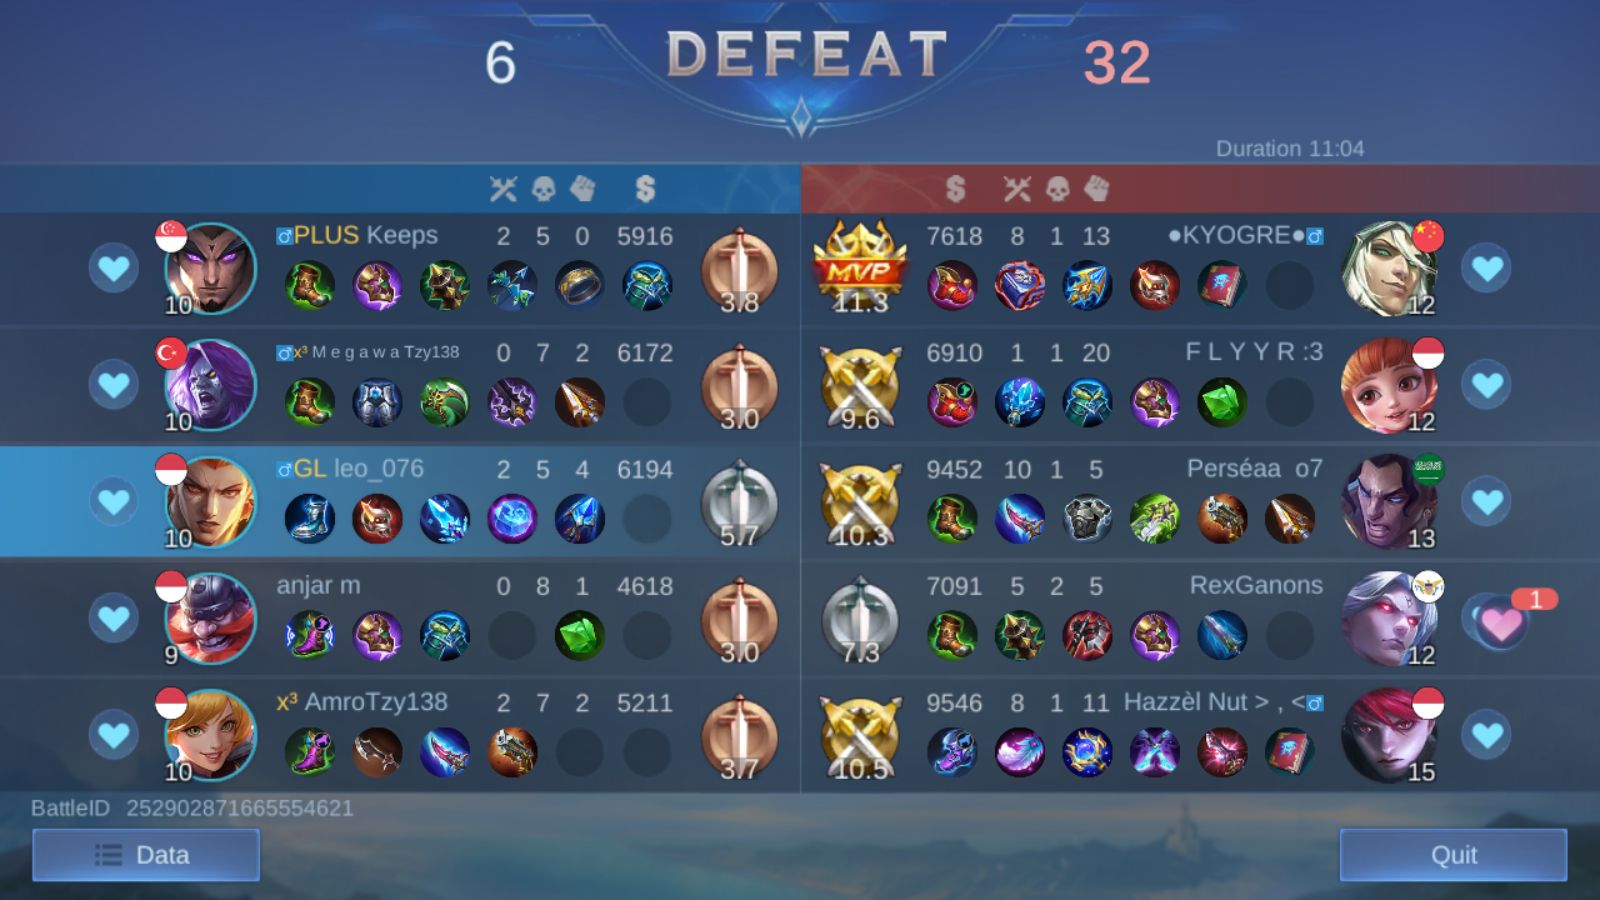 6 DEFEAT 32
Duration 11:04
PLUS Keeps 2 5 0 5916
10 3.8
MVP 11.3 7618 8 1 13 •KYOGRE•
12
x³ M e g a w a Tzy138 0 7 2 6172
10 3.0
9.6 6910 1 1 20 F L Y Y R :3
12
GL leo_076 2 5 4 6194
10 5.7
10.3 9452 10 1 5 Perséaa o7
13
anjar m 0 8 1 4618
9 3.0
7.3 7091 5 2 5 RexGanons 1
12
x³ AmroTzy138 2 7 2 5211
10 3.7
10.5 9546 8 1 11 Hazzèl Nut > , <
15
BattleID 252902871665554621
Data
Quit